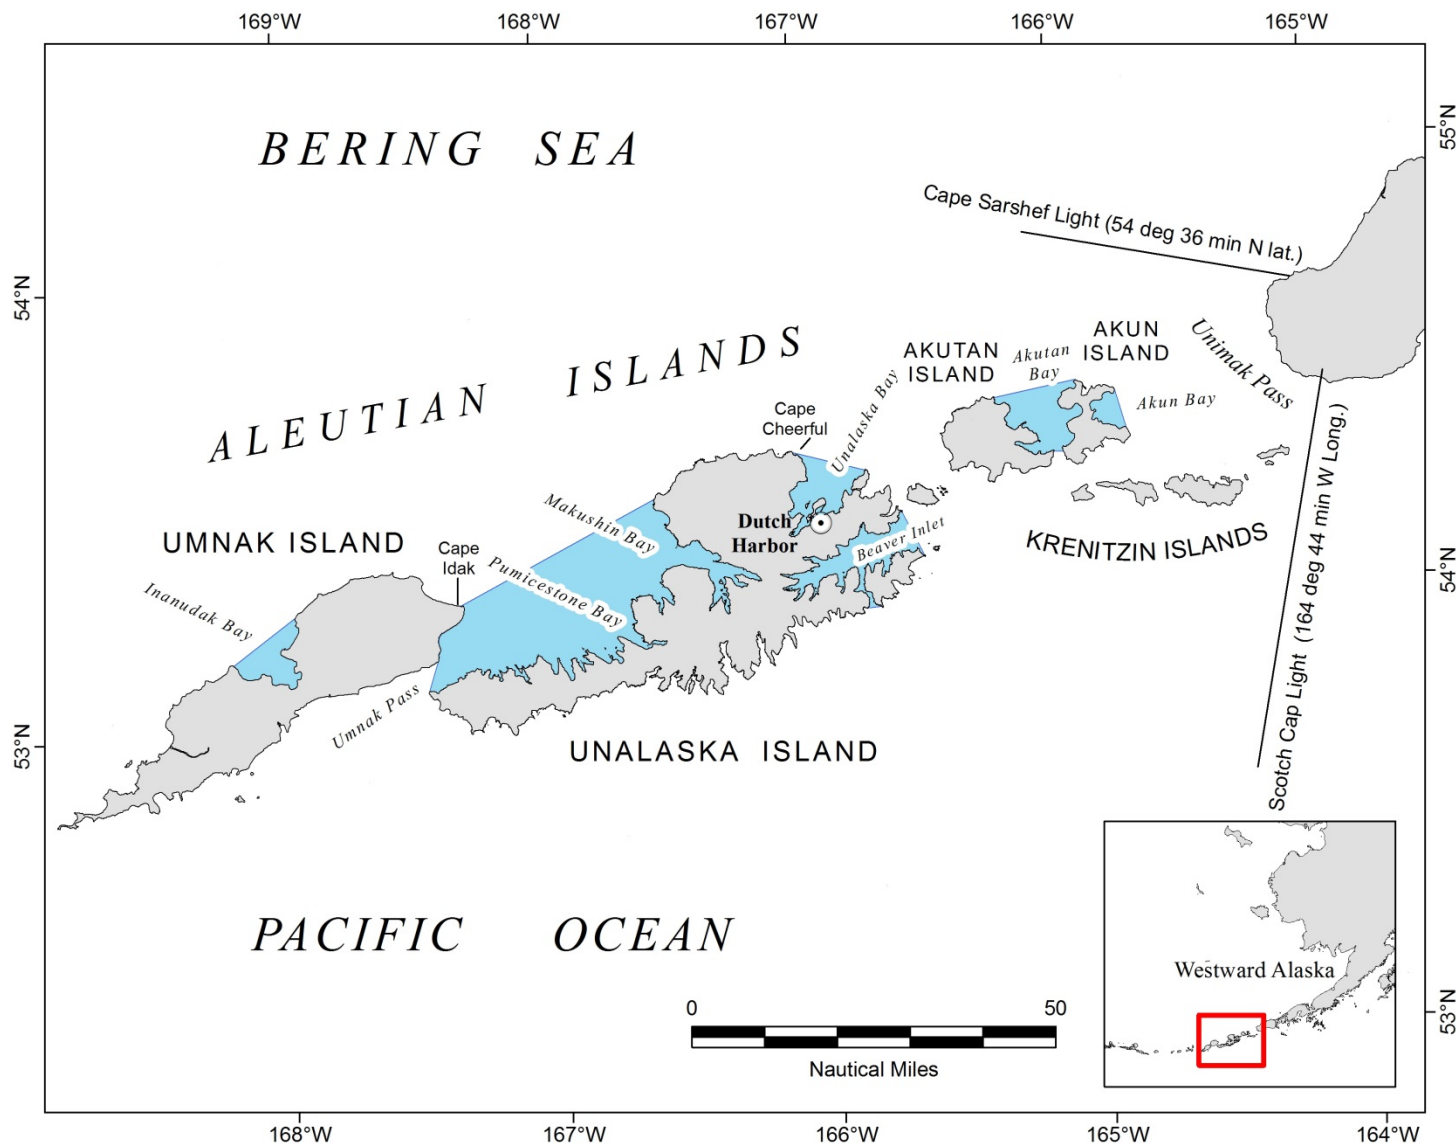 169°W 168°W 167°W 166°W 165°W
BERING SEA
55°N
Cape Sarshef Light (54 deg 36 min N lat.)
54°N
ALEUTIAN ISLANDS
AKUTAN
ISLAND
Akutan
Bay
AKUN
ISLAND
Unimak Pass
Akun Bay
Cape
Cheerful
Unalaska Bay
Scotch Cap Light (164 deg 44 min W Long.)
Makushin Bay
Dutch
Harbor
Beaver Inlet
KRENITZIN ISLANDS
UMNAK ISLAND
Cape
Idak
Pumicestone Bay
54°N
Inanudak Bay
Umnak Pass
53°N
UNALASKA ISLAND
PACIFIC OCEAN
Westward Alaska
0 50
Nautical Miles
53°N
168°W 167°W 166°W 165°W 164°W